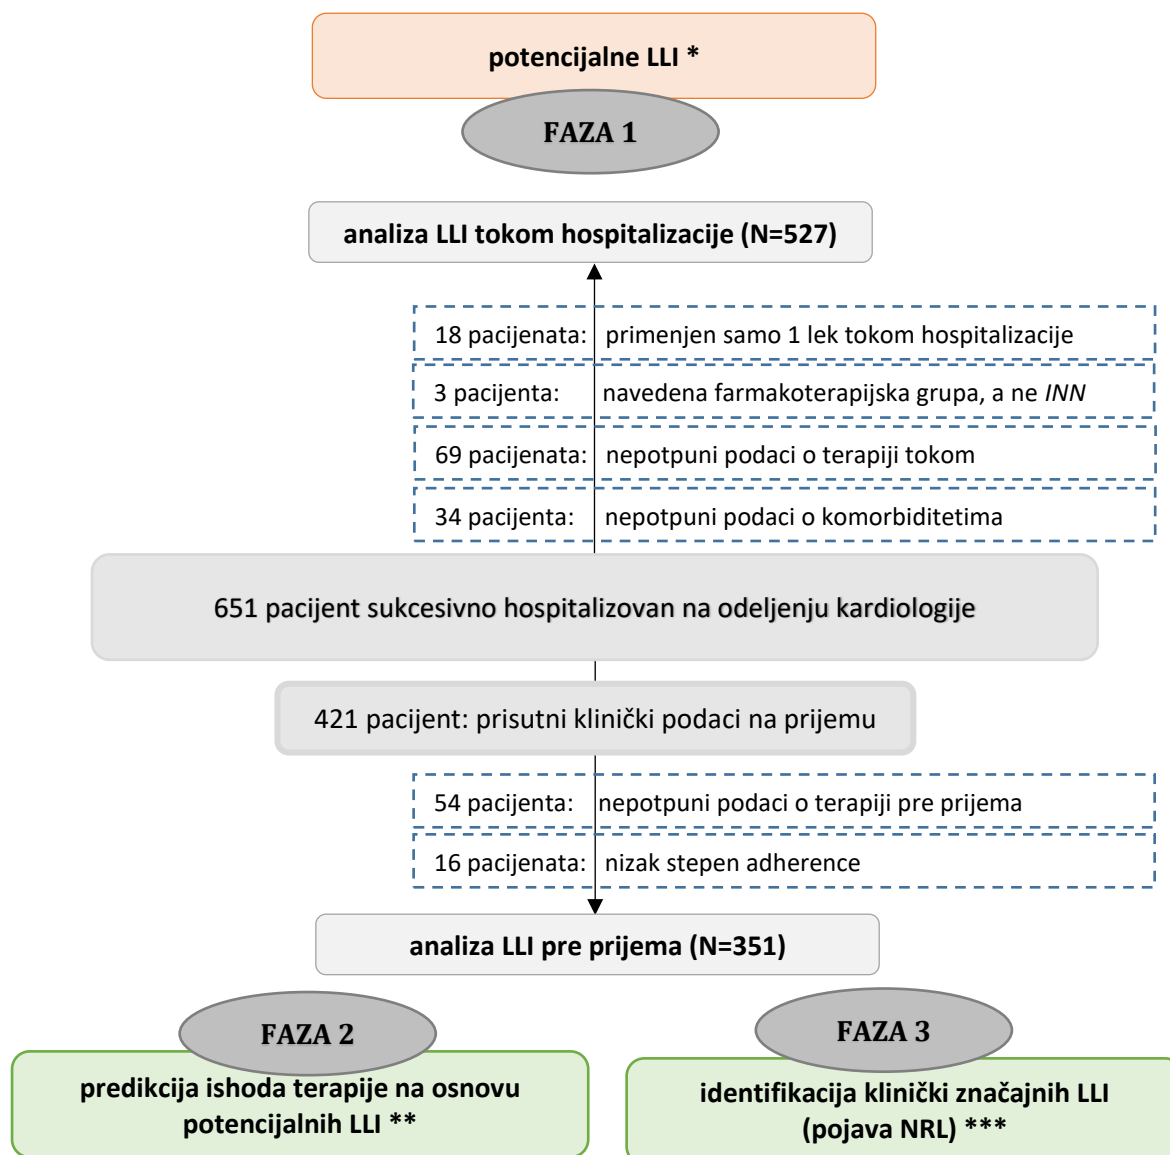 potencijalne LLI *
FAZA 1
analiza LLI tokom hospitalizacije (N=527)
18 pacijenata: primenjen samo 1 lek tokom hospitalizacije
3 pacijenta: navedena farmakoterapijska grupa, a ne INN
69 pacijenata: nepotpuni podaci o terapiji tokom
34 pacijenta: nepotpuni podaci o komorbiditetima
651 pacijent sukcesivno hospitalizovan na odeljenju kardiologije
421 pacijent: prisutni klinički podaci na prijemu
54 pacijenta: nepotpuni podaci o terapiji pre prijema
16 pacijenata: nizak stepen adherence
analiza LLI pre prijema (N=351)
FAZA 2
predikcija ishoda terapije na osnovu
potencijalnih LLI **
FAZA 3
identifikacija klinički značajnih LLI
(pojava NRL) ***